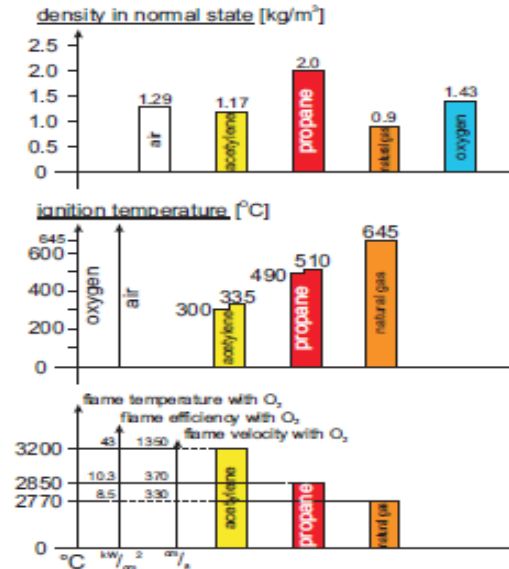 density in normal state [kg/m³]
2.5
2.0
1.5
1.0
0.5
0
1.29
air
1.17
acetylene
2.0
propane
0.9
natural gas
1.43
oxygen
ignition temperature [°C]
645
600
400
200
0
oxygen
air
300
335
acetylene
490
510
propane
645
natural gas
flame temperature with O₂
flame efficiency with O₂
flame velocity with O₂
3200
43
1350
2850
10.3
370
2770
8.5
330
0
acetylene
propane
natural gas
°C